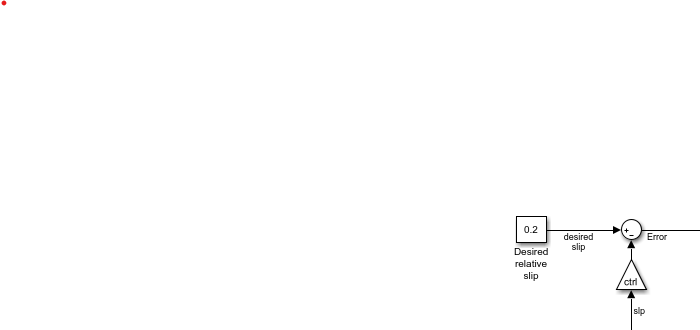 0.2
desired
slip
Desired
relative
slip
+
−
Error
ctrl
slp